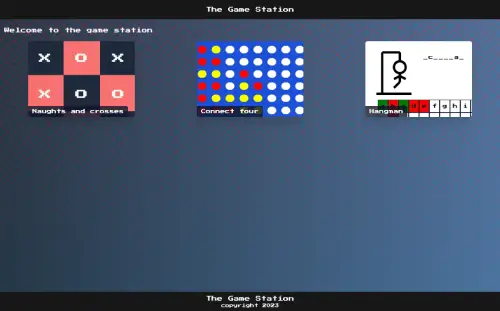 The Game Station
Welcome to the game station
X O X
X O O
_c____a_
d e f g h i
Naughts and crosses
Connect four
Hangman
The Game Station
copyright 2023